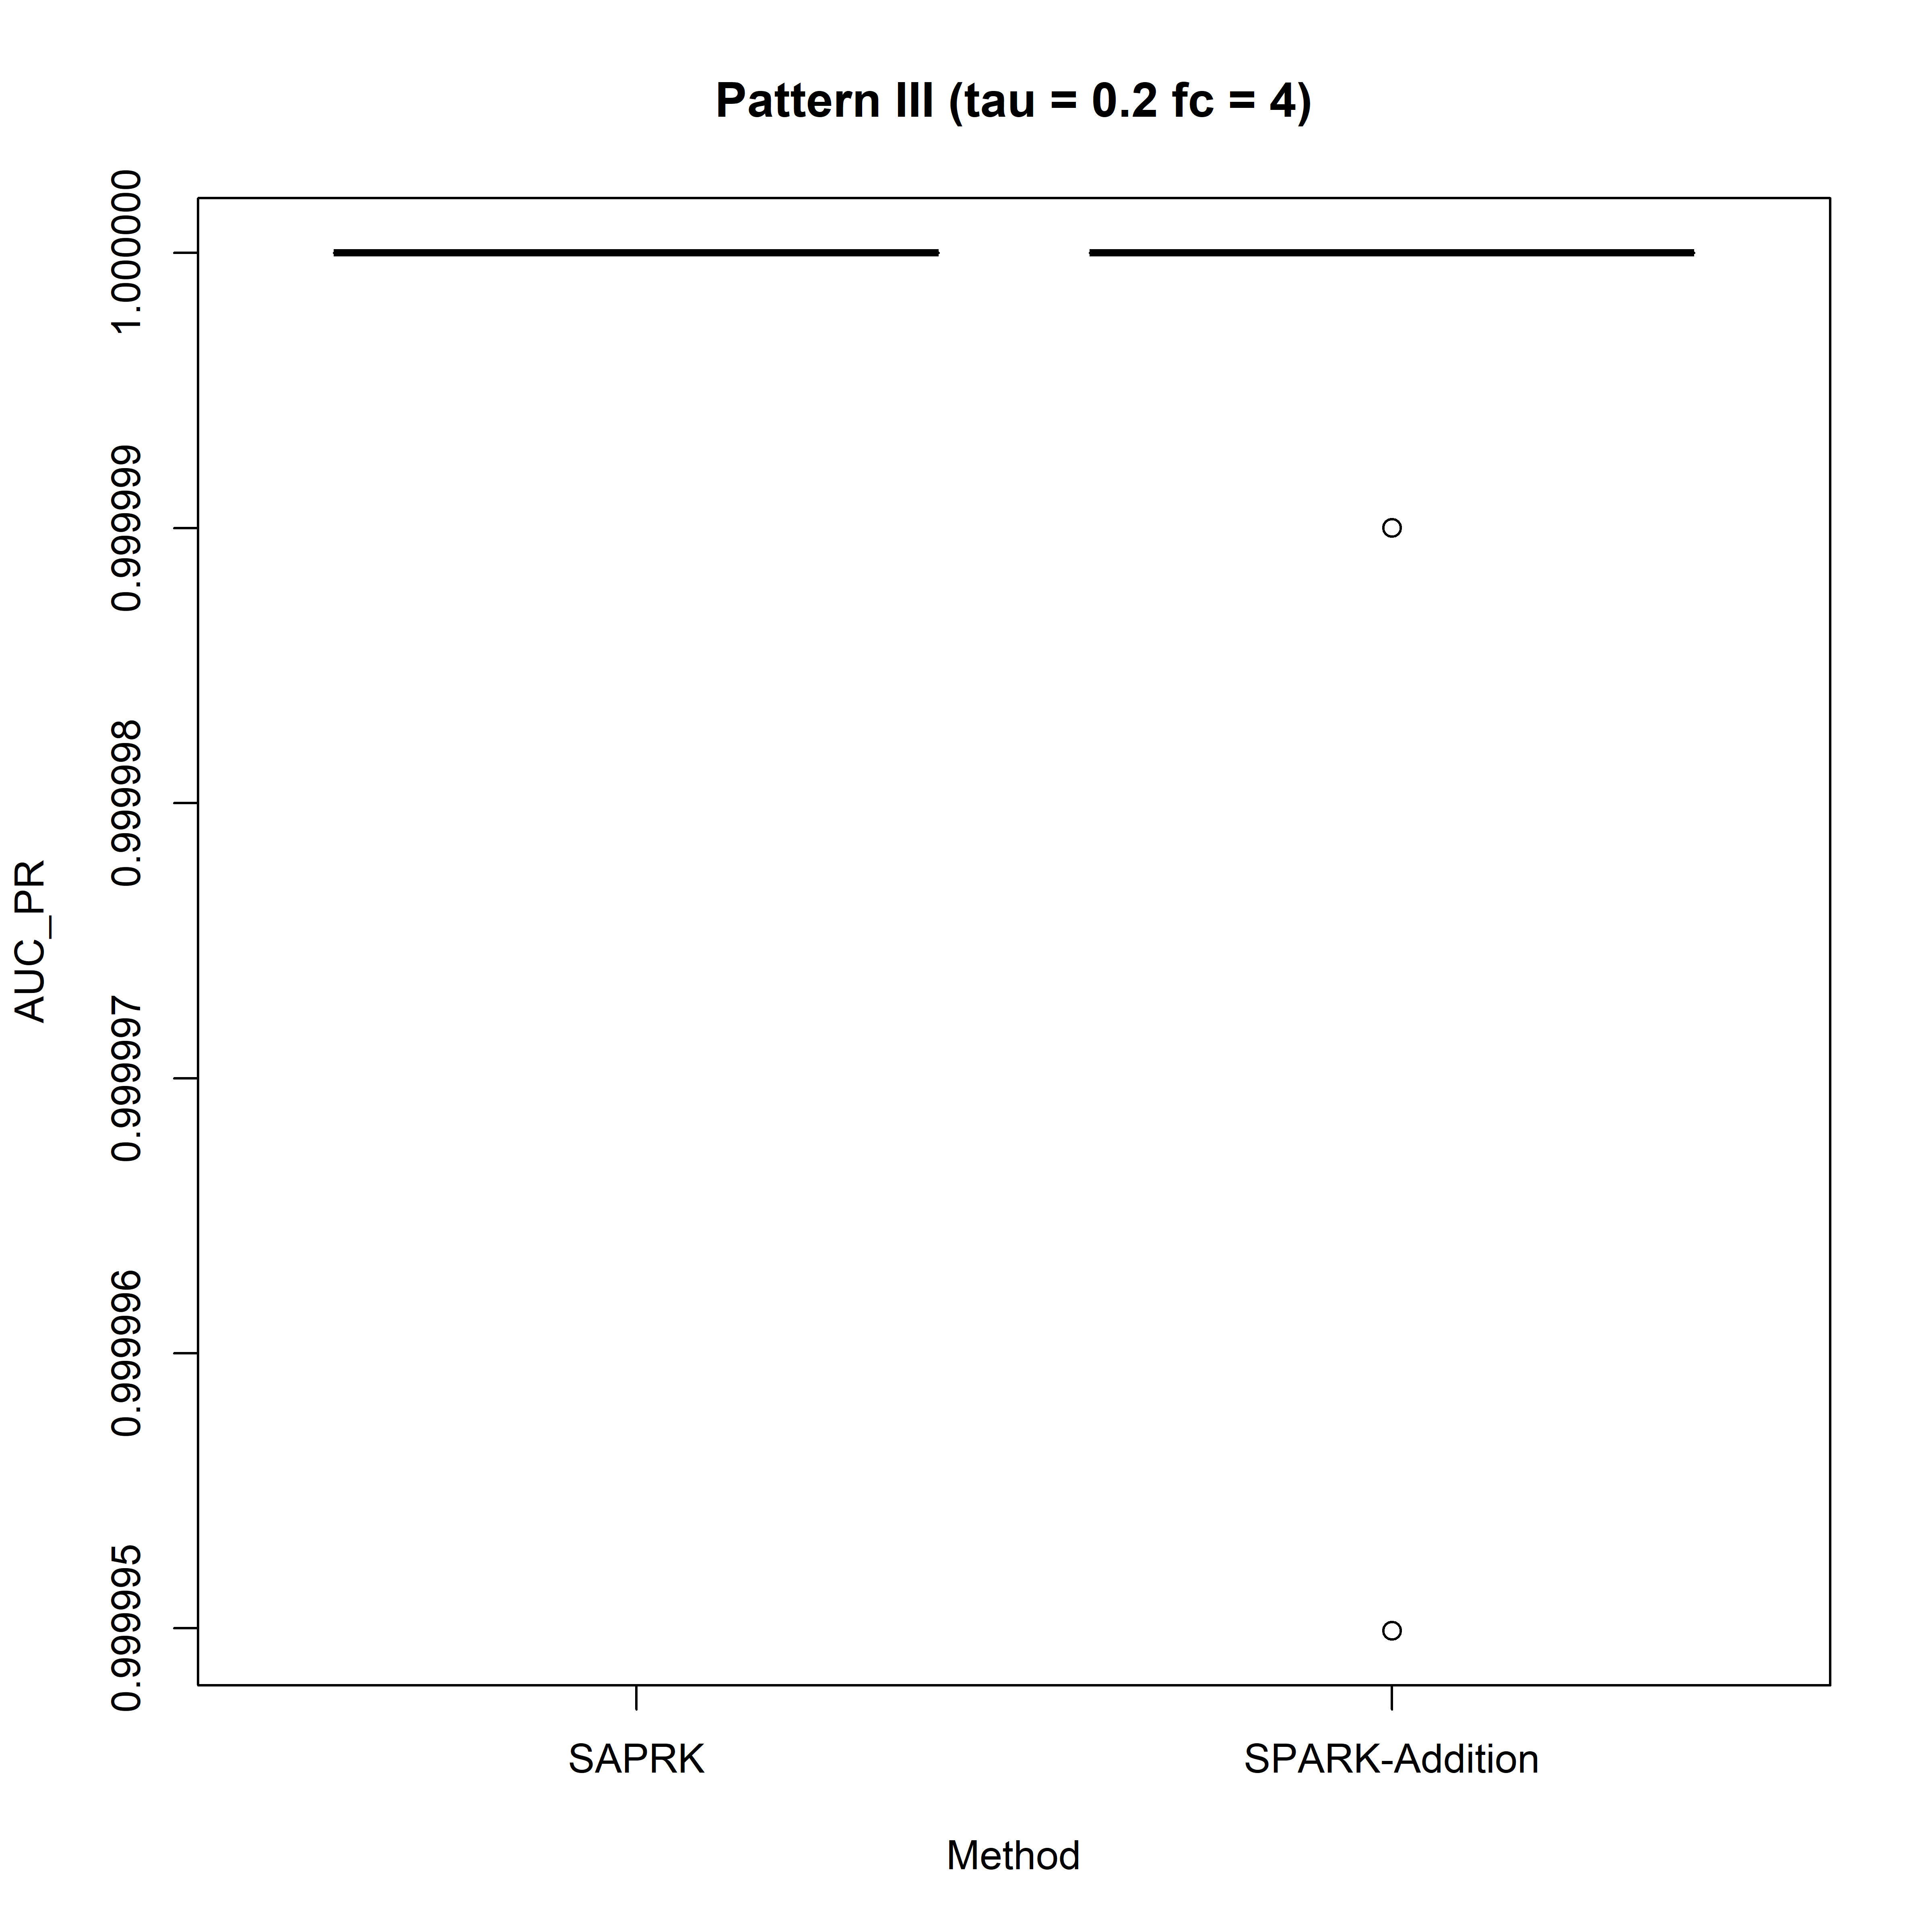 Pattern III (tau = 0.2 fc = 4)
AUC_PR
1.000000
0.999999
0.999998
0.999997
0.999996
0.999995
SAPRK
SPARK-Addition
Method